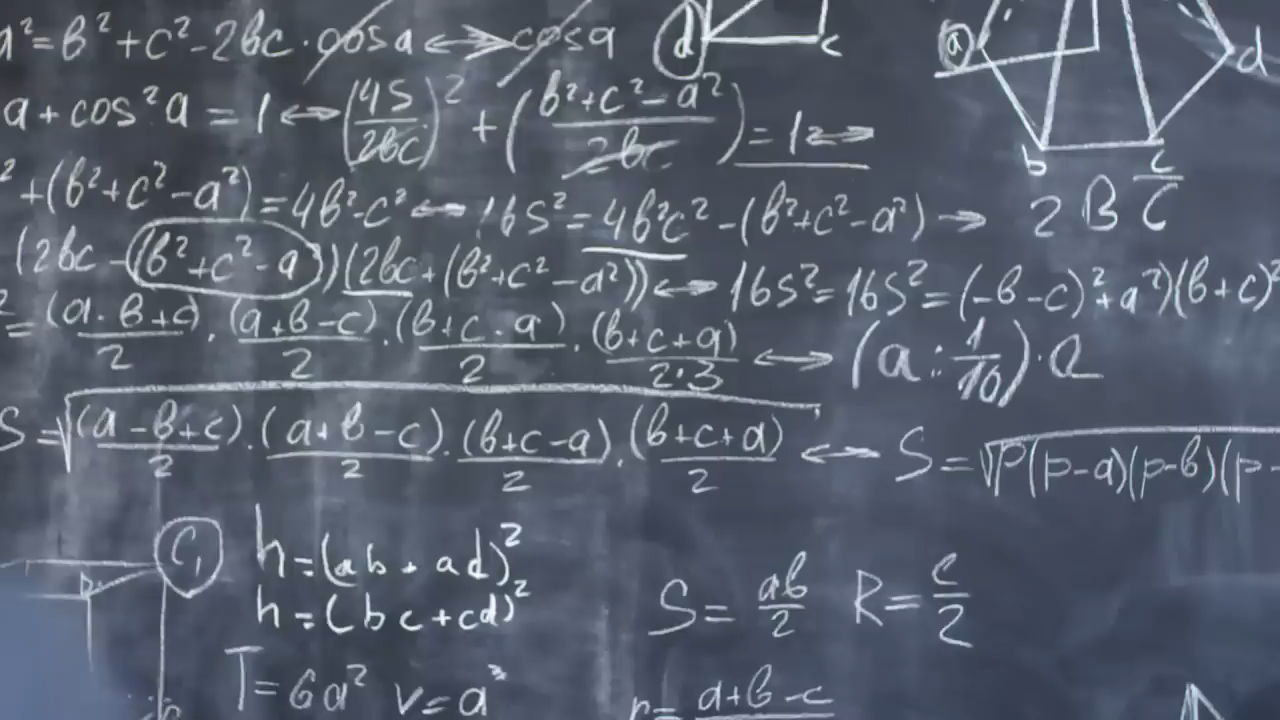 a²=b²+c²-2bc·cosa⟷cosa
a+cos²a=1⟷(4S/2bc)²+(b²+c²-a²/2bc)=1⟷
²+(b²+c²-a²)=4b²-c²⟷16S²=4b²c²-(b²+c²-a²)→
(2bc-(b²+c²-a))(2bc+(b²+c²-a²))⟷16S²=16S²=(-b-c)²+a²)(b+c)²
²=(a·b+c)/2·(a+b-c)/2·(b+c·a)/2·(b+c+a)/2·3⟷(a:1/10)·
S=√(a-b+c)/2·(a+b-c)/2·(b+c-a)/2·(b+c+a)/2⟷S=√p(p-a)(p-b)(p-
d c
a d
b c
2BC
C₁
h=(ab+ad)²
h=(bc+cd)²
T=6a² v=a³
S=ab/2 R=c/2
r=a+b-c